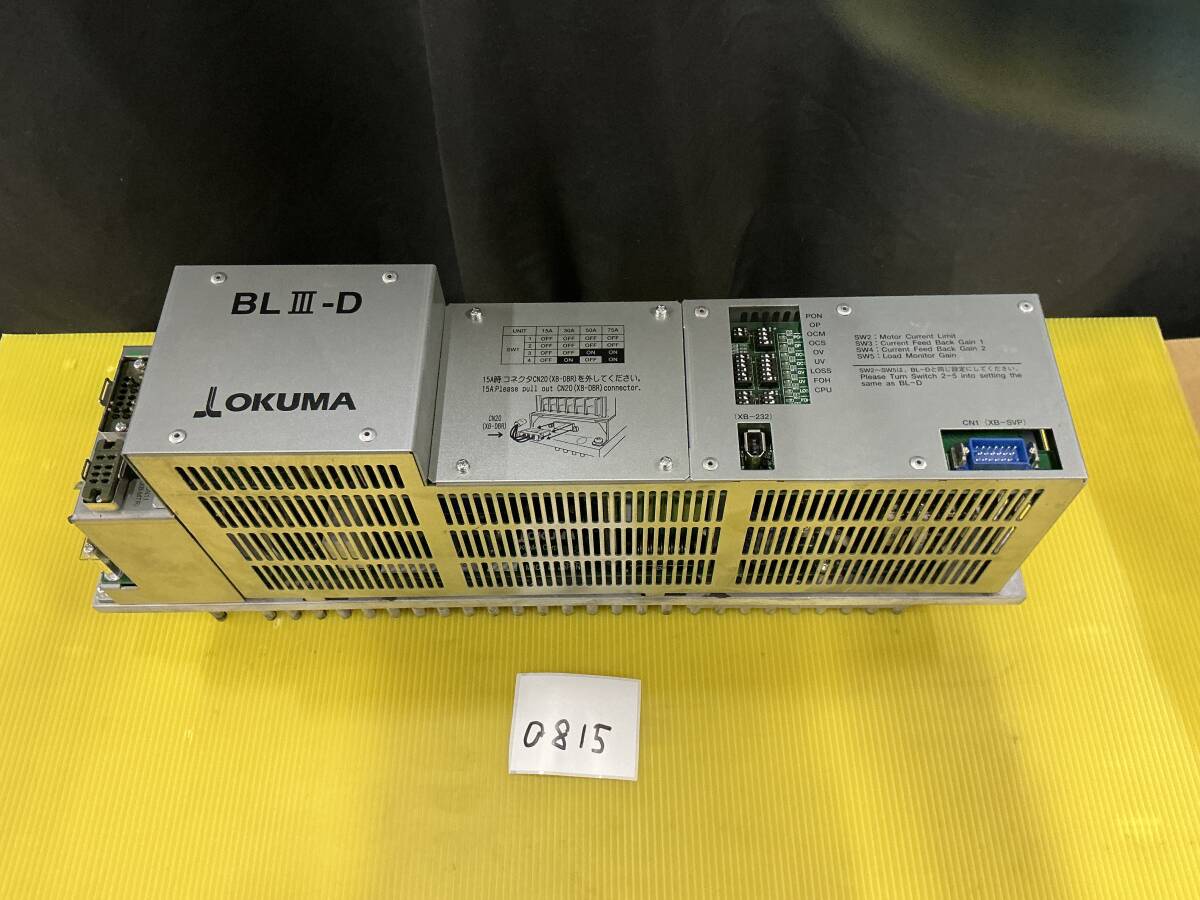 BL III-D
OKUMA
UNIT 15A 30A 50A 75A
SW1
1 OFF OFF OFF OFF
2 OFF OFF OFF OFF
3 OFF OFF ON ON
4 OFF ON OFF ON
15A時コネクタCN20(XB-DBR)を外してください。
15A Please pull out CN20(XB-DBR)connector.
CN20
(XB-DBR)
PON
OP
OCM
OCS
OV
UV
LOSS
FOH
CPU
SW2：Motor Current Limit
SW3：Current Feed Back Gain 1
SW4：Current Feed Back Gain 2
SW5：Load Monitor Gain
SW2〜SW5は、BL-Dと同じ設定にしてください。
Please Turn Switch 2-5 into setting the
same as BL-D
(XB-232)
CN1 (XB-SVP)
0815